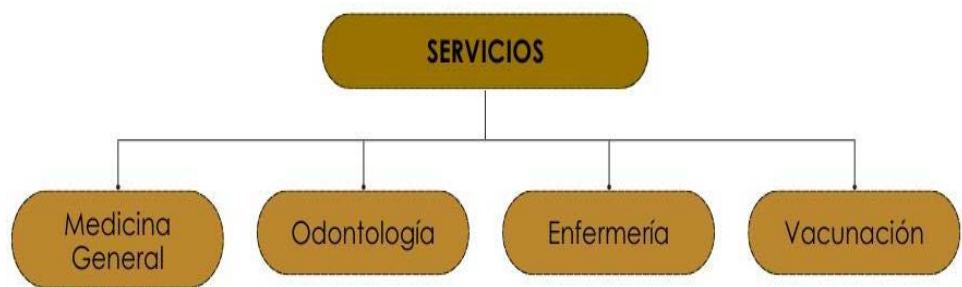 SERVICIOS
Medicina
General
Odontología
Enfermería
Vacunación